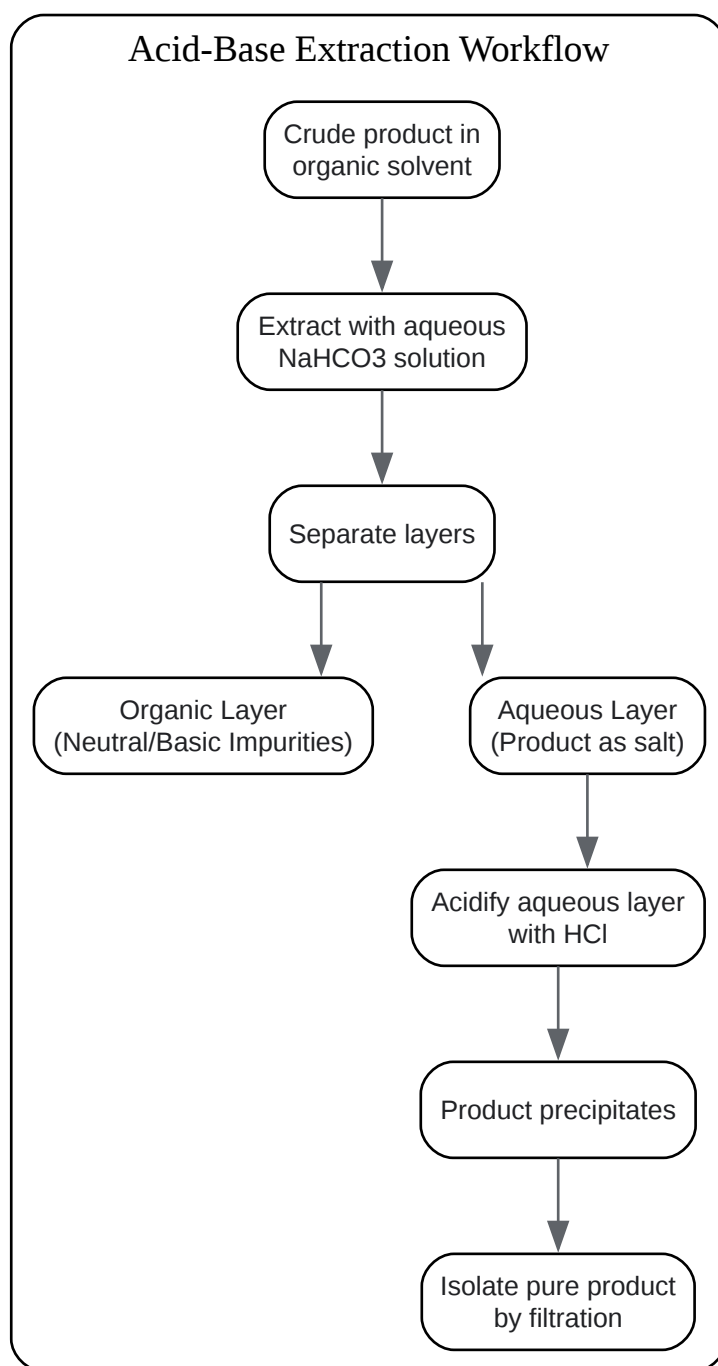 Acid-Base Extraction Workflow
Crude product in
organic solvent
Extract with aqueous
NaHCO3 solution
Separate layers
Organic Layer
(Neutral/Basic Impurities)
Aqueous Layer
(Product as salt)
Acidify aqueous layer
with HCl
Product precipitates
Isolate pure product
by filtration